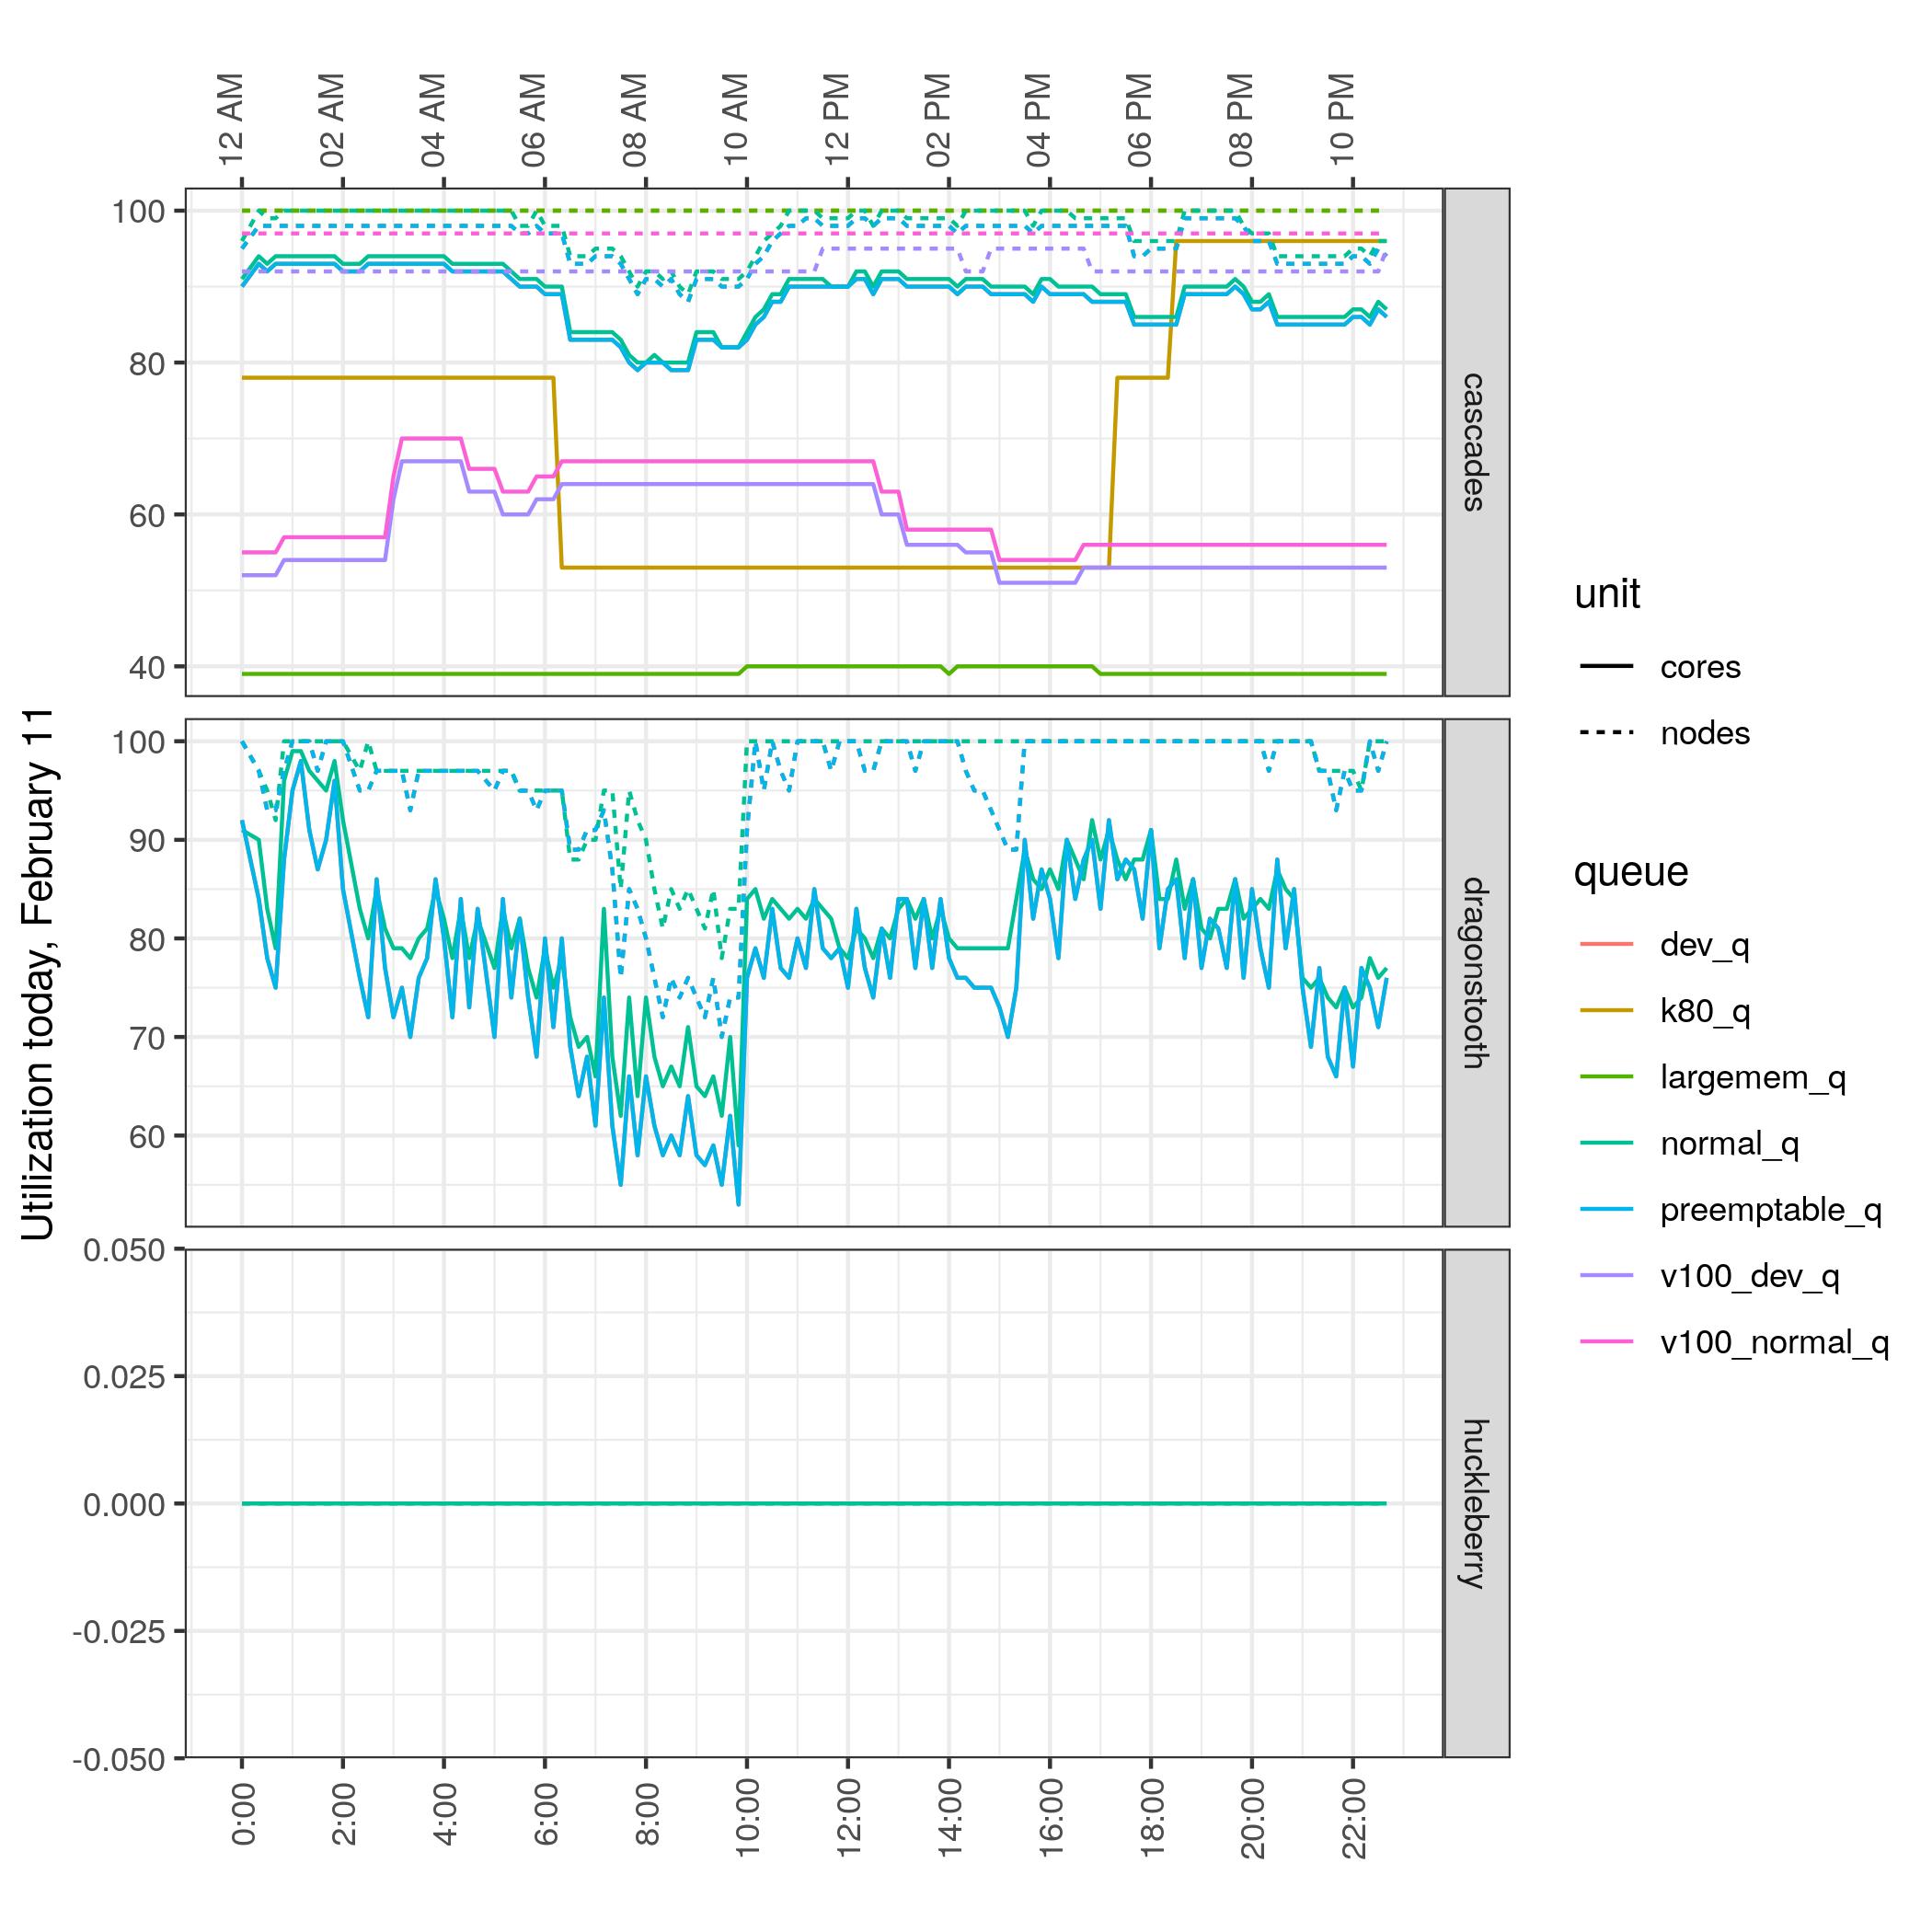 12 AM
02 AM
04 AM
06 AM
08 AM
10 AM
12 PM
02 PM
04 PM
06 PM
08 PM
10 PM
Utilization today, February 11
100
80
60
40
cascades
100
90
80
70
60
dragonstooth
0.050
0.025
0.000
-0.025
-0.050
huckleberry
0:00
2:00
4:00
6:00
8:00
10:00
12:00
14:00
16:00
18:00
20:00
22:00
unit
cores
nodes
queue
dev_q
k80_q
largemem_q
normal_q
preemptable_q
v100_dev_q
v100_normal_q